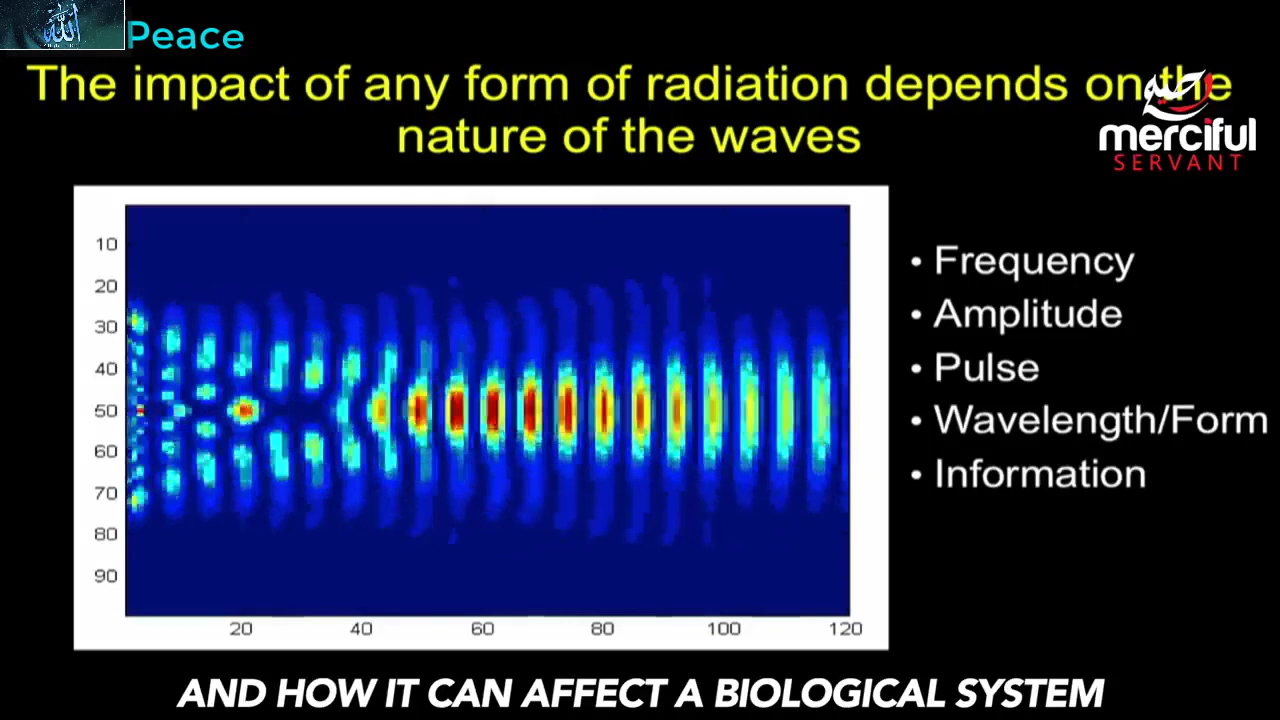 الله
Peace
The impact of any form of radiation depends on the
nature of the waves
merciful
SERVANT
• Frequency
• Amplitude
• Pulse
• Wavelength/Form
• Information
10
20
30
40
50
60
70
80
90
20 40 60 80 100 120
AND HOW IT CAN AFFECT A BIOLOGICAL SYSTEM